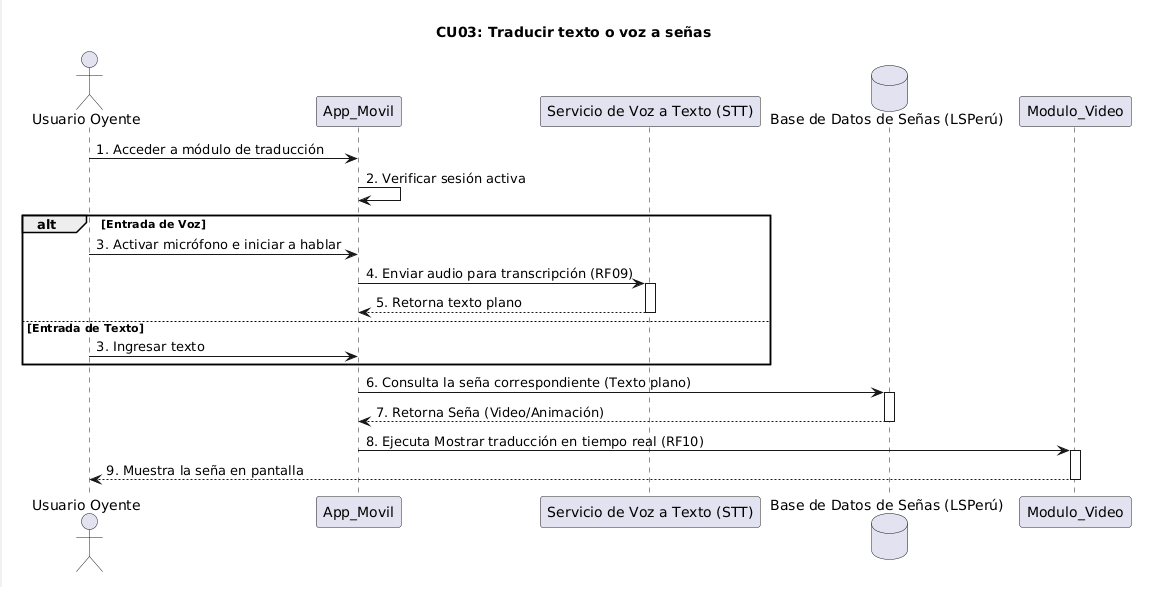 CU03: Traducir texto o voz a señas
Usuario Oyente
App_Movil
Servicio de Voz a Texto (STT)
Base de Datos de Señas (LSPerú)
Modulo_Video
1. Acceder a módulo de traducción
2. Verificar sesión activa
alt
[Entrada de Voz]
3. Activar micrófono e iniciar a hablar
4. Enviar audio para transcripción (RF09)
5. Retorna texto plano
[Entrada de Texto]
3. Ingresar texto
6. Consulta la seña correspondiente (Texto plano)
7. Retorna Seña (Video/Animación)
8. Ejecuta Mostrar traducción en tiempo real (RF10)
9. Muestra la seña en pantalla
Usuario Oyente
App_Movil
Servicio de Voz a Texto (STT)
Base de Datos de Señas (LSPerú)
Modulo_Video